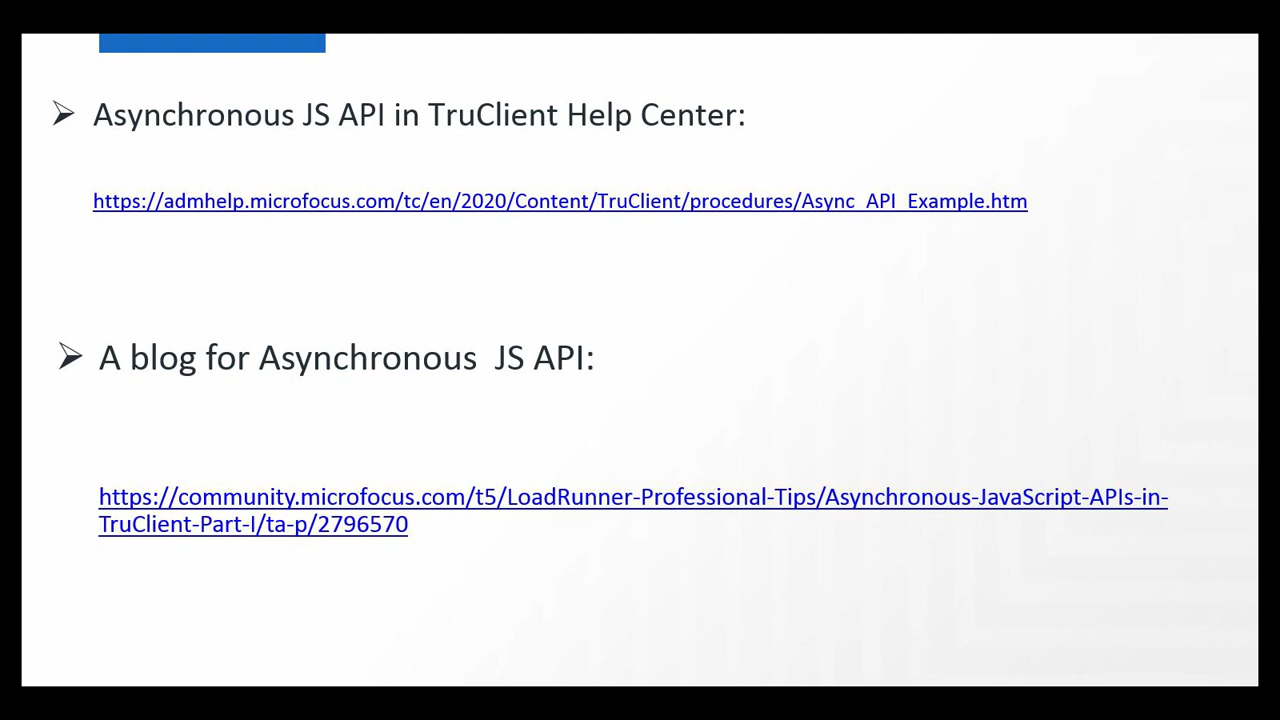 Asynchronous JS API in TruClient Help Center:
https://admhelp.microfocus.com/tc/en/2020/Content/TruClient/procedures/Async_API_Example.htm
A blog for Asynchronous  JS API:
https://community.microfocus.com/t5/LoadRunner-Professional-Tips/Asynchronous-JavaScript-APIs-in-
TruClient-Part-I/ta-p/2796570